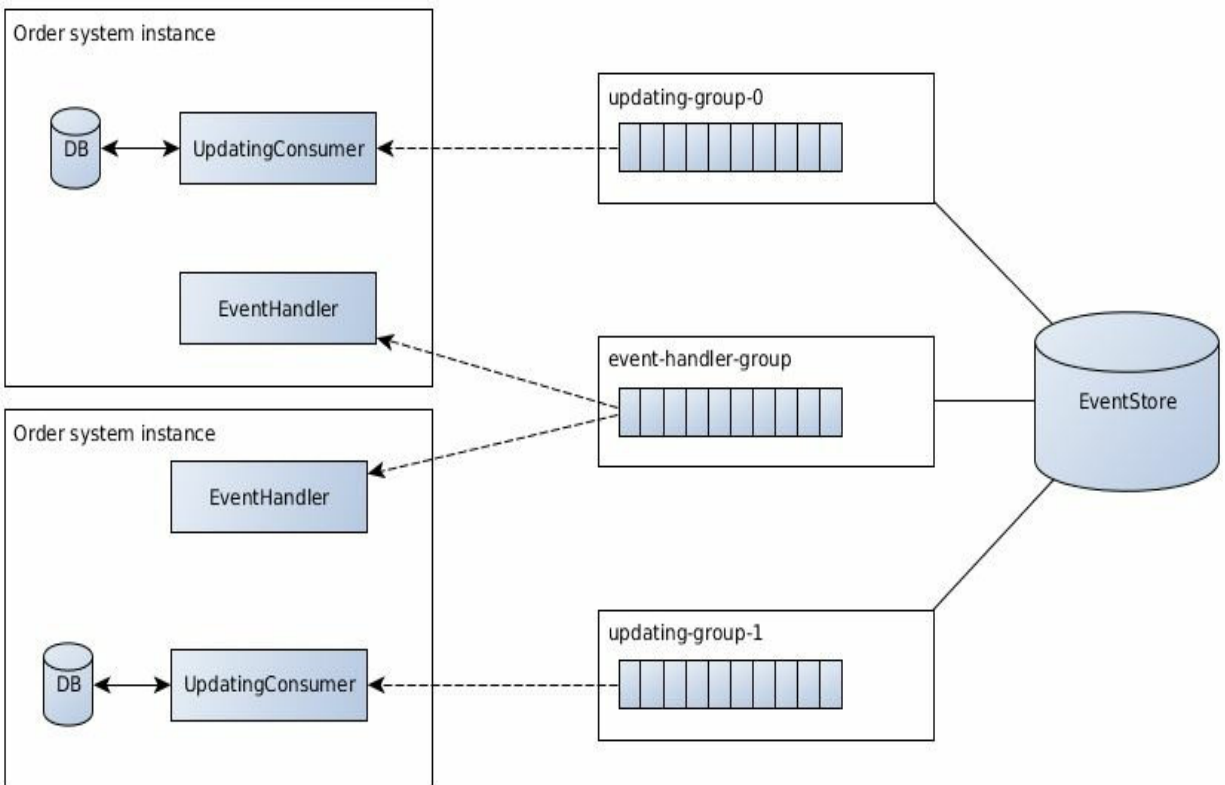 Order system instance
DB
UpdatingConsumer
EventHandler
Order system instance
EventHandler
DB
UpdatingConsumer
updating-group-0
event-handler-group
updating-group-1
EventStore